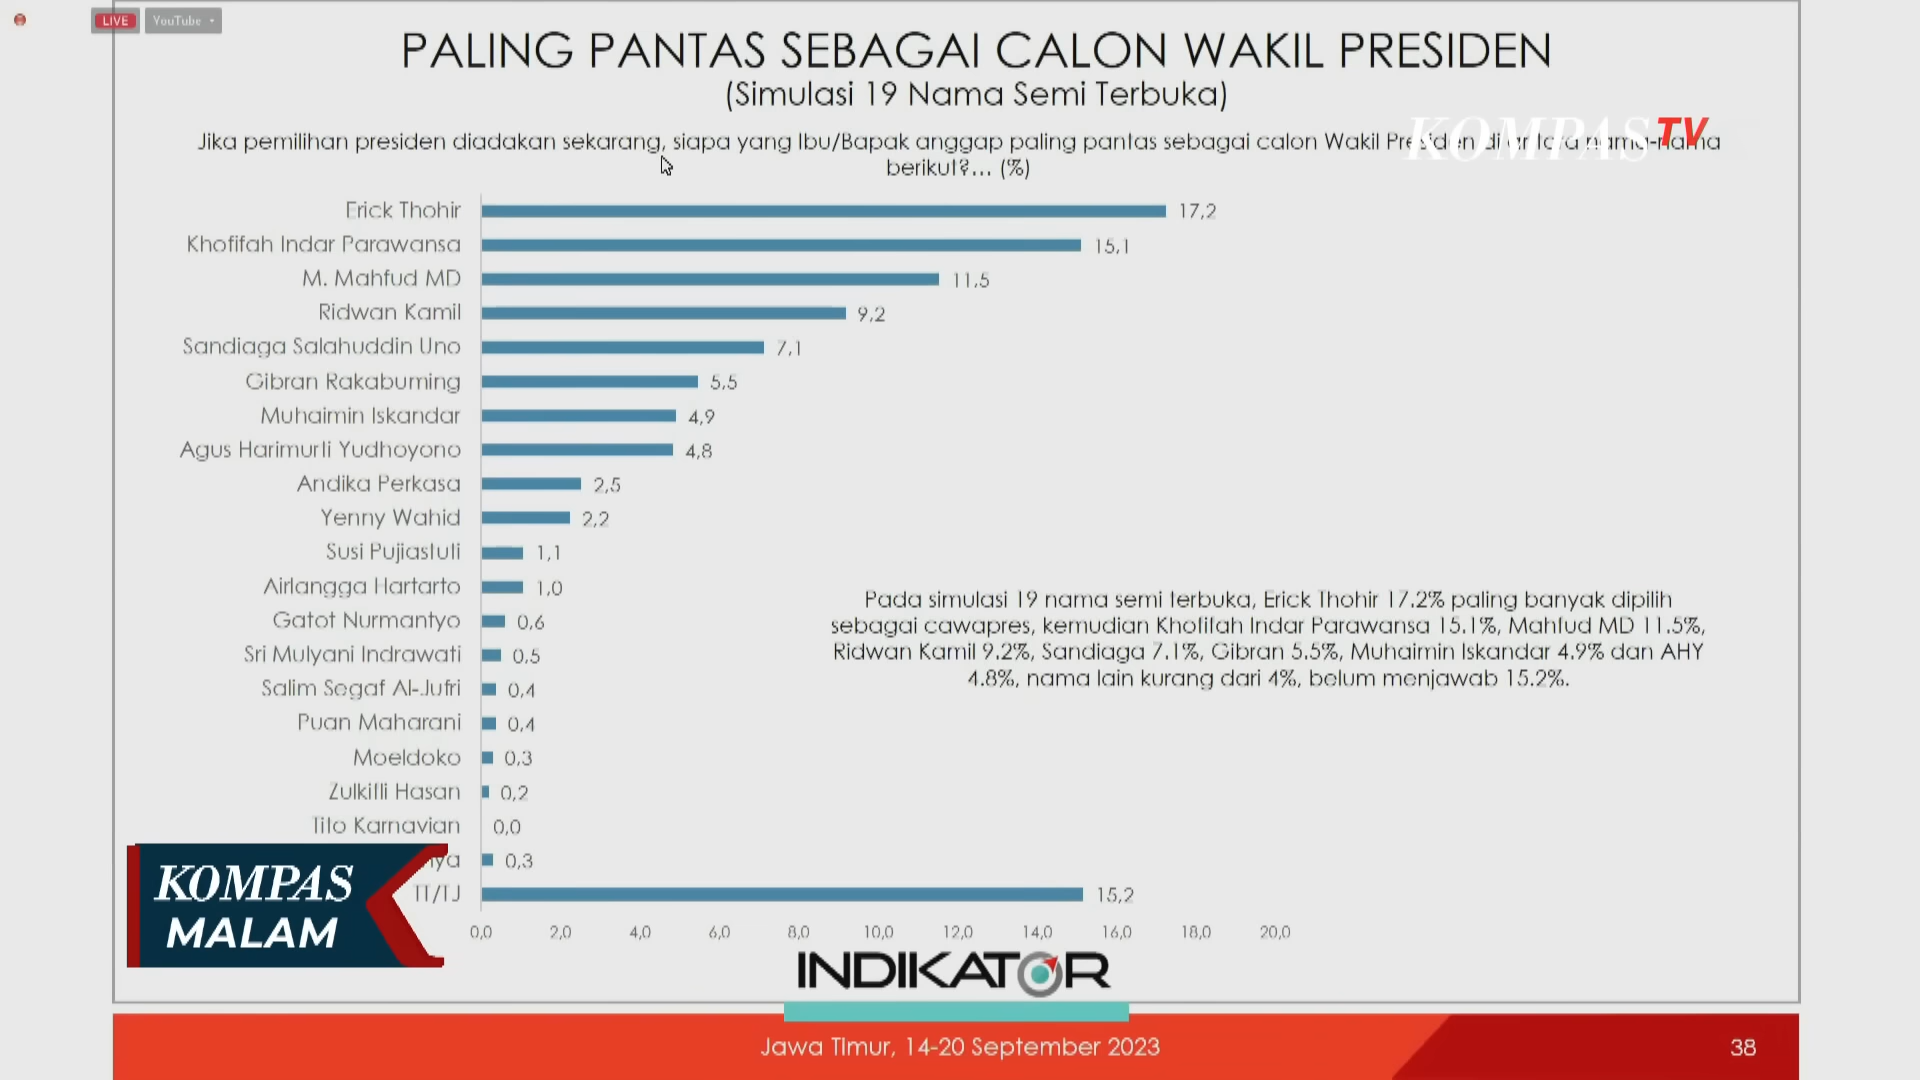 LIVE
YouTube
PALING PANTAS SEBAGAI CALON WAKIL PRESIDEN
(Simulasi 19 Nama Semi Terbuka)
KOMPAS TV
Jika pemilihan presiden diadakan sekarang, siapa yang Ibu/Bapak anggap paling pantas sebagai calon Wakil Presiden di antara nama-nama
berikut?... (%)
Erick Thohir 17,2
Khofifah Indar Parawansa 15,1
M. Mahfud MD 11,5
Ridwan Kamil 9,2
Sandiaga Salahuddin Uno 7,1
Gibran Rakabuming 5,5
Muhaimin Iskandar 4,9
Agus Harimurti Yudhoyono 4,8
Andika Perkasa 2,5
Yenny Wahid 2,2
Susi Pujiastuti 1,1
Airlangga Hartarto 1,0
Gatot Nurmantyo 0,6
Sri Mulyani Indrawati 0,5
Salim Segaf Al-Jufri 0,4
Puan Maharani 0,4
Moeldoko 0,3
Zulkifli Hasan 0,2
Tito Karnavian 0,0
0,3
TT/TJ 15,2
0,0 2,0 4,0 6,0 8,0 10,0 12,0 14,0 16,0 18,0 20,0
Pada simulasi 19 nama semi terbuka, Erick Thohir 17.2% paling banyak dipilih
sebagai cawapres, kemudian Khofifah Indar Parawansa 15.1%, Mahfud MD 11.5%,
Ridwan Kamil 9.2%, Sandiaga 7.1%, Gibran 5.5%, Muhaimin Iskandar 4.9% dan AHY
4.8%, nama lain kurang dari 4%, belum menjawab 15.2%.
KOMPAS
MALAM
INDIKATOR
Jawa Timur, 14-20 September 2023
38